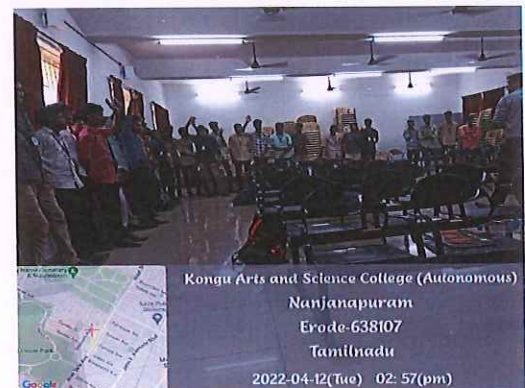 Kongu Arts and Science College (Autonomous)
Nanjanapuram
Erode-638107
Tamilnadu
2022-04-12(Tue) 02:57(pm)
Google